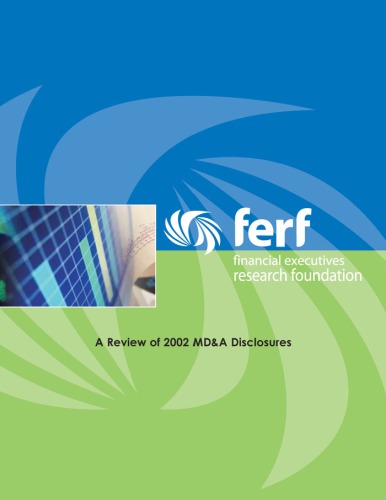 ferf
financial executives
research foundation
A Review of 2002 MD&A Disclosures